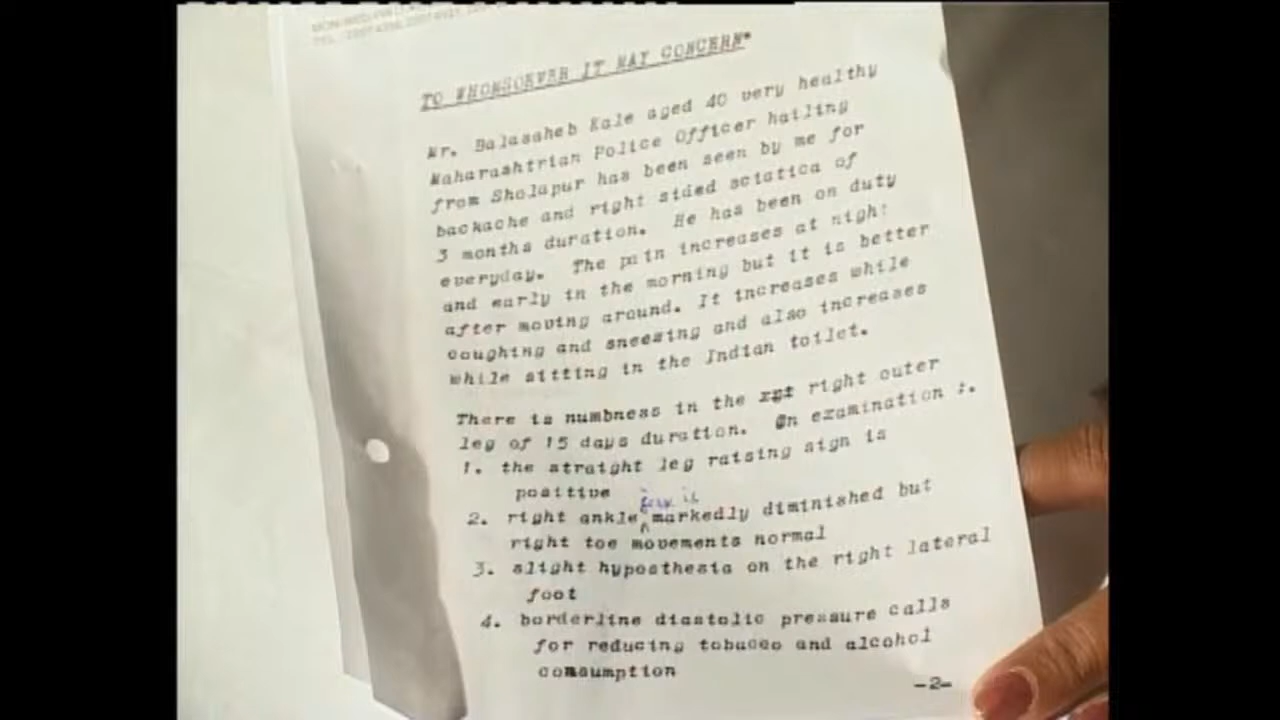 TO WHOMSOEVER IT MAY CONCERN"
Mr. Balasaheb Kale aged 40 very healthy
Maharashtrian Police Officer hailing
from Sholapur has been seen by me for
backache and right sided sciatica of
3 months duration. He has been on duty
everyday. The pain increases at night
and early in the morning but it is better
after moving around. It increases while
coughing and sneezing and also increases
while sitting in the Indian toilet.
There is numbness in the rgt right outer
leg of 15 days duration. On examination :.
1. the straight leg raising sign is
positive
jerk is
2. right ankle markedly diminished but
right toe movements normal
3. slight hyposthesia on the right lateral
foot
4. borderline diastolic pressure calls
for reducing tobacco and alcohol
consumption
-2-